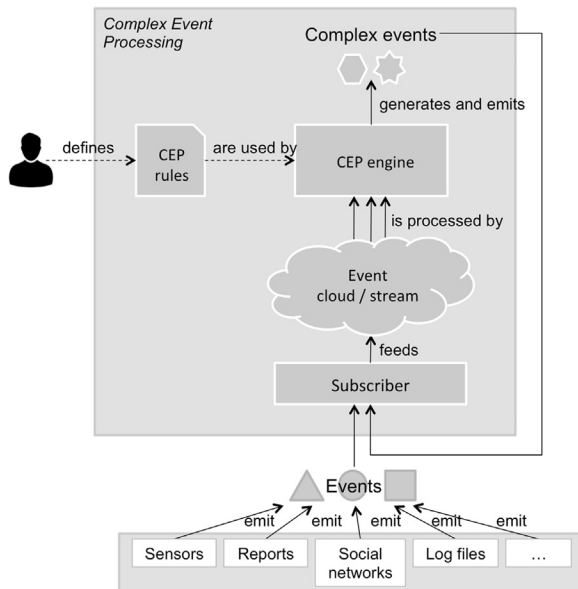 Complex Event
Processing
Complex events
generates and emits
defines
CEP
rules
are used by
CEP engine
is processed by
Event
cloud / stream
feeds
Subscriber
Events
emit
emit
emit
emit
emit
Sensors
Reports
Social
networks
Log files
...